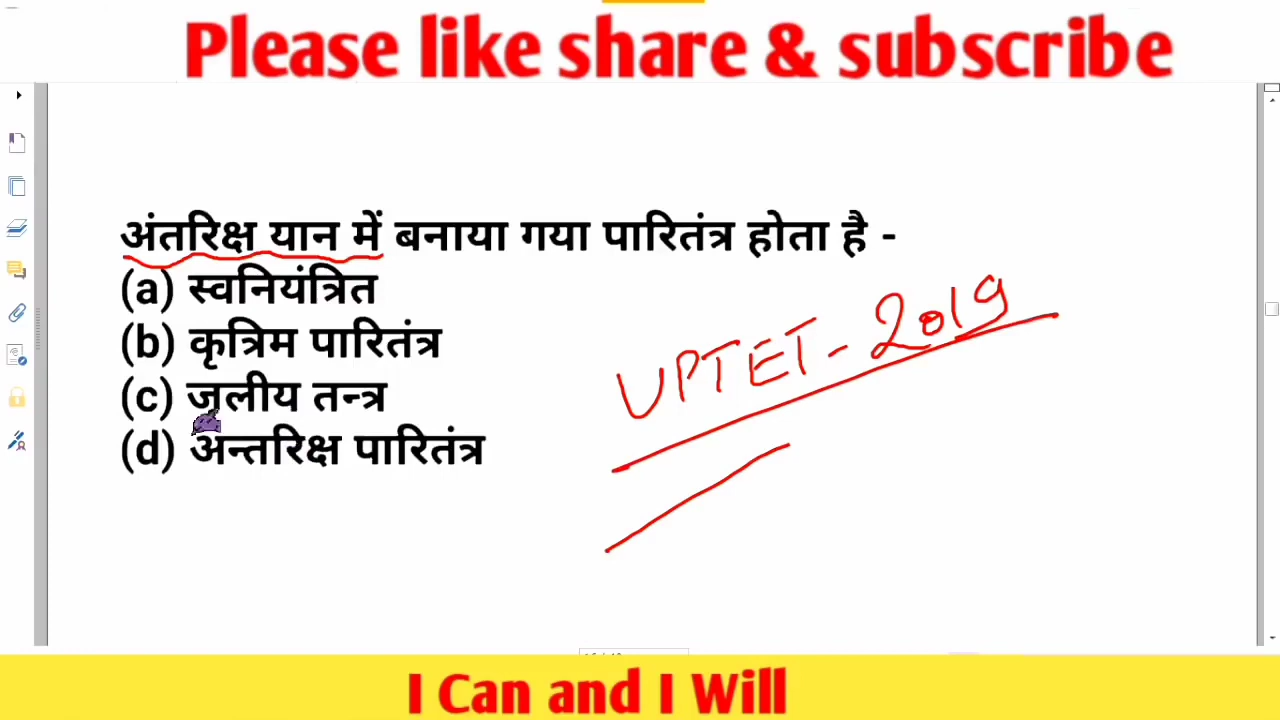 Please like share & subscribe
अंतरिक्ष यान में बनाया गया पारितंत्र होता है -
(a) स्वनियंत्रित
(b) कृत्रिम पारितंत्र
(c) जलीय तन्त्र
(d) अन्तरिक्ष पारितंत्र
UPTET - 2019
I Can and I Will